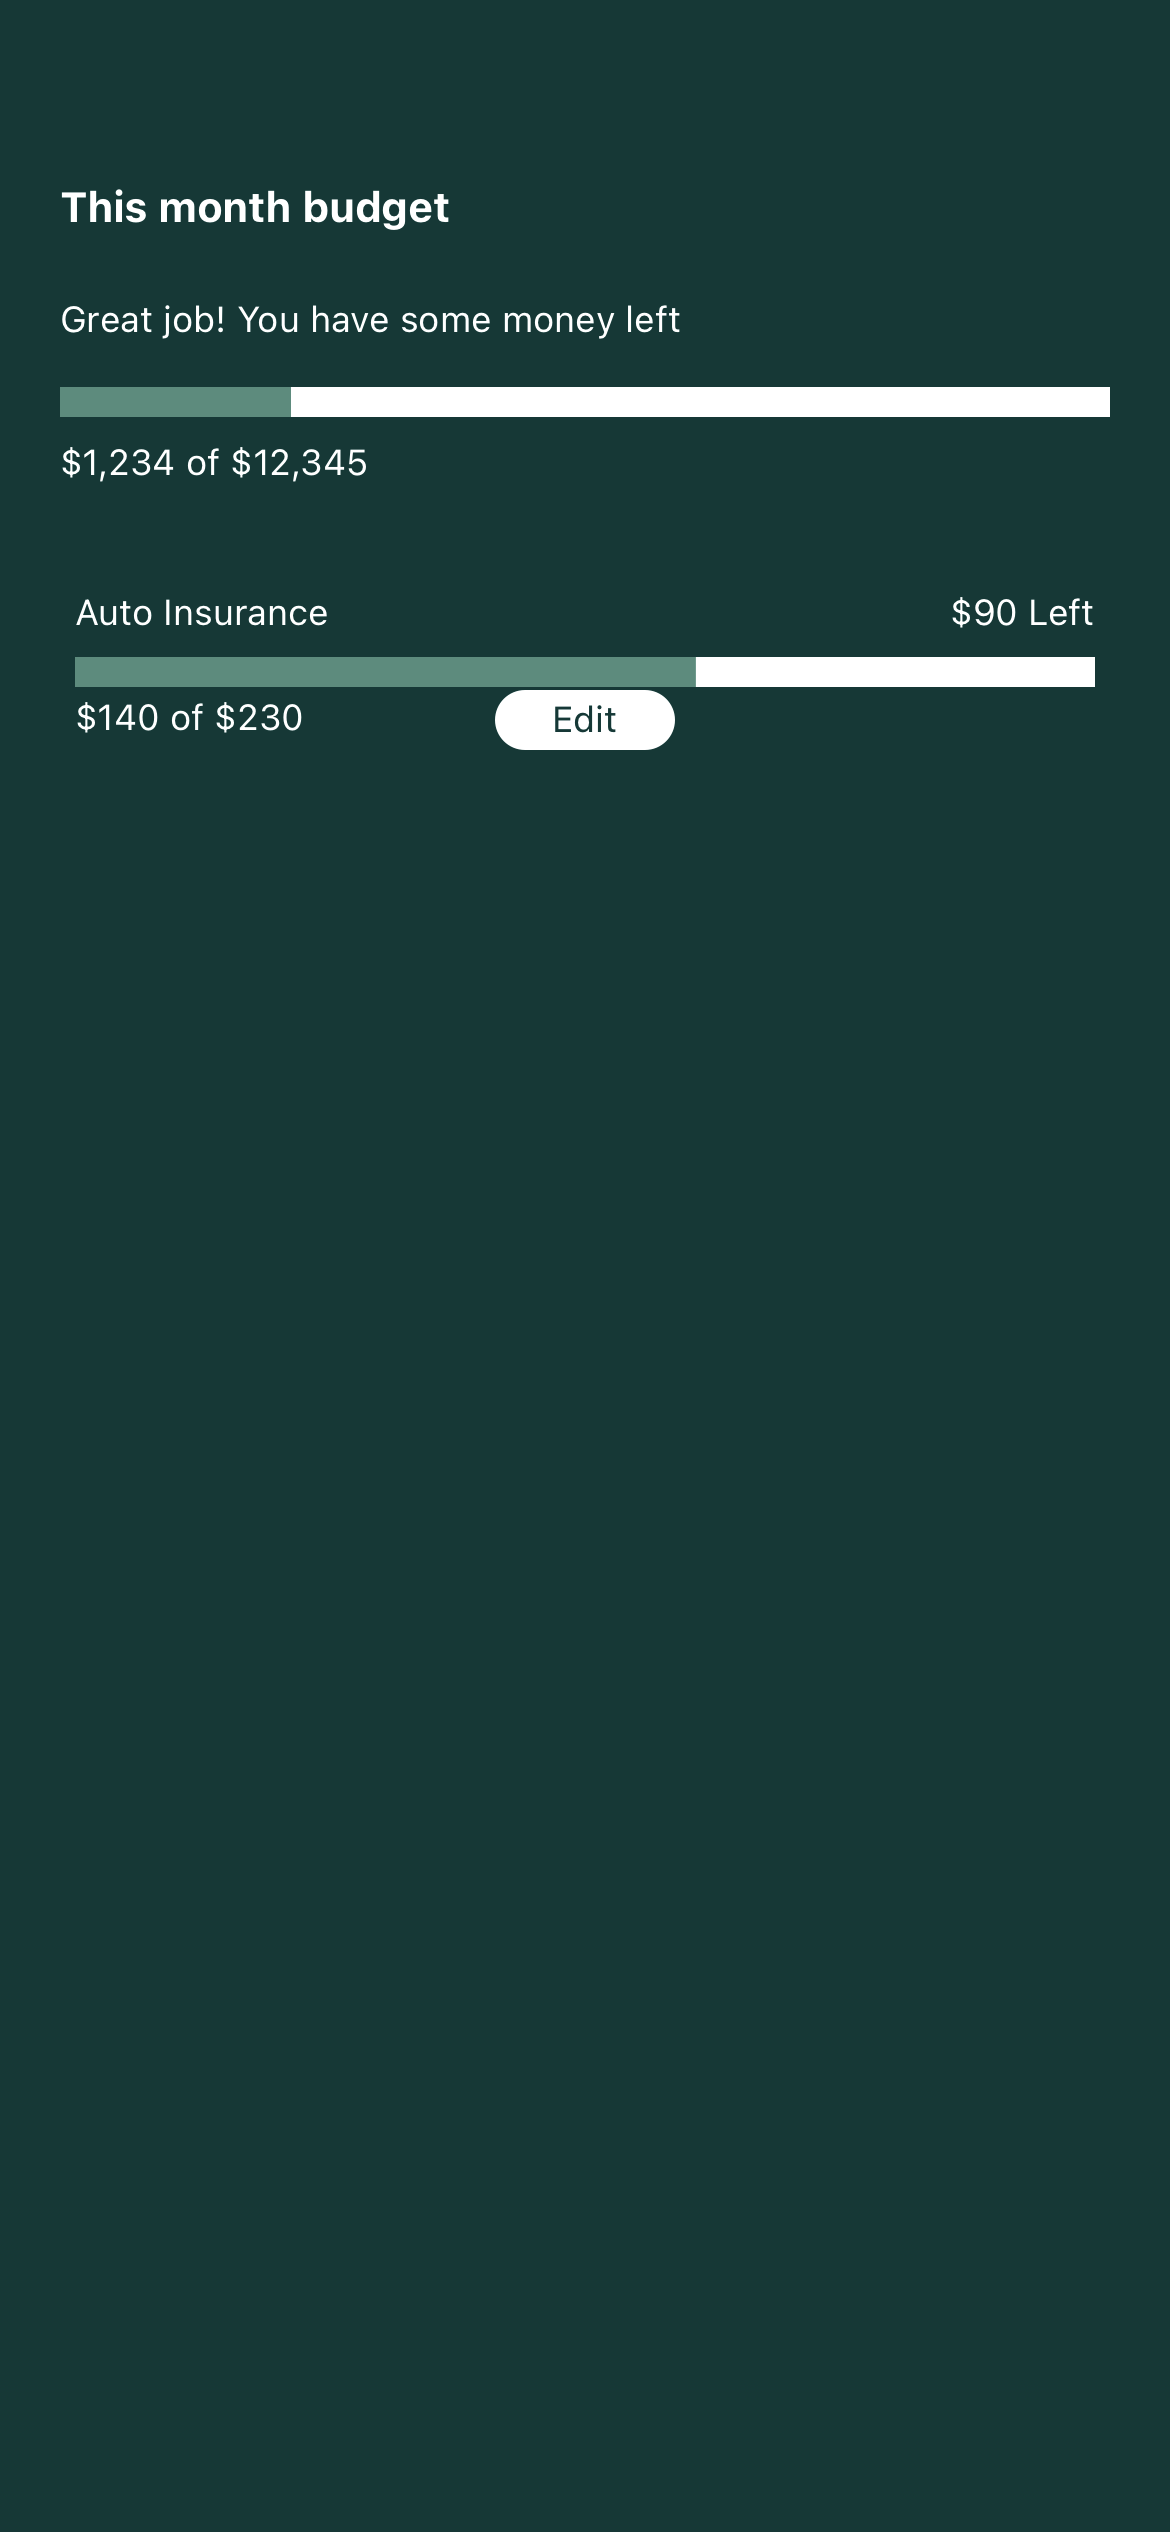 This month budget
Great job! You have some money left
$1,234 of $12,345
Auto Insurance $90 Left
$140 of $230 Edit